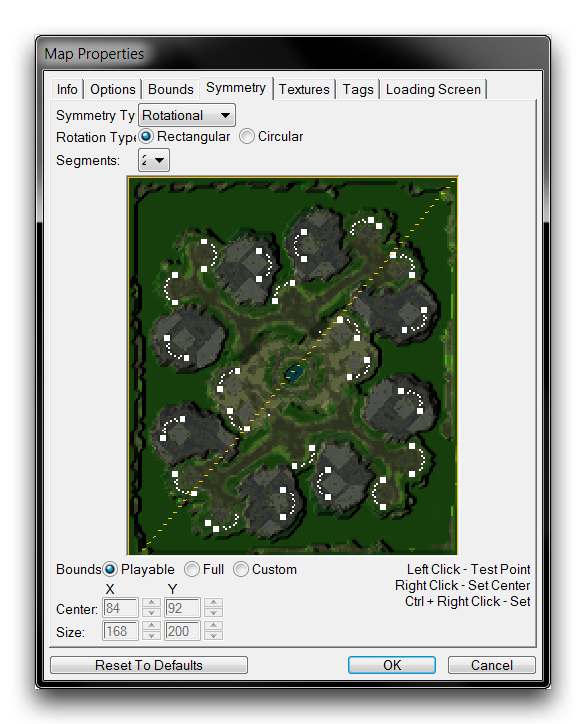 Map Properties
Info Options Bounds Symmetry Textures Tags Loading Screen
Symmetry Ty Rotational
Rotation Type Rectangular Circular
Segments: 2
Bounds Playable Full Custom
Left Click - Test Point
Right Click - Set Center
Ctrl + Right Click - Set
X Y
Center: 84 92
Size: 168 200
Reset To Defaults OK Cancel